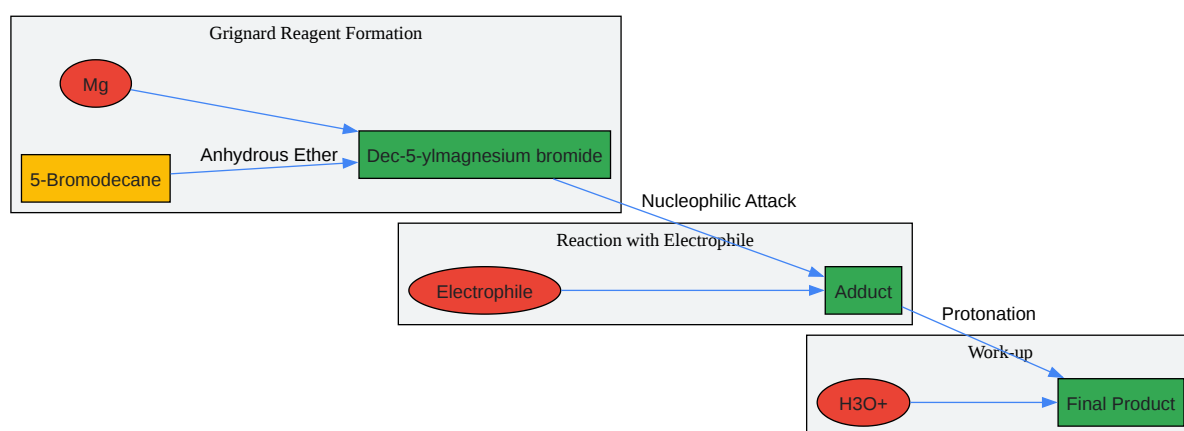 Grignard Reagent Formation
Mg
Anhydrous Ether
5-Bromodecane
Dec-5-ylmagnesium bromide
Nucleophilic Attack
Reaction with Electrophile
Electrophile
Adduct
Protonation
Work-up
H3O+
Final Product